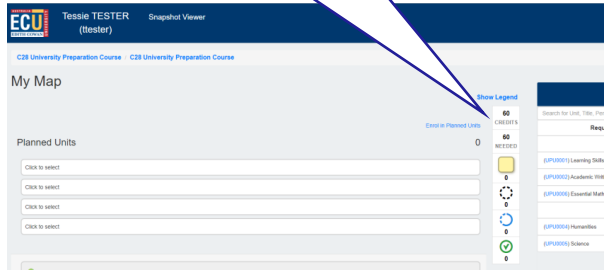 AUSTRALIA
ECU
EDITH COWAN
UNIVERSITY
Tessie TESTER
(ttester)
Snapshot Viewer
C28 University Preparation Course / C28 University Preparation Course
My Map
Show Legend
60
CREDITS
60
NEEDED
0
0
0
0
Enrol in Planned Units
Planned Units 0
Click to select
Click to select
Click to select
Click to select
Search for Unit, Title, Per
Requ
(UPU0001) Learning Skills
(UPU0002) Academic Writ
(UPU0006) Essential Math
(UPU0004) Humanities
(UPU0005) Science